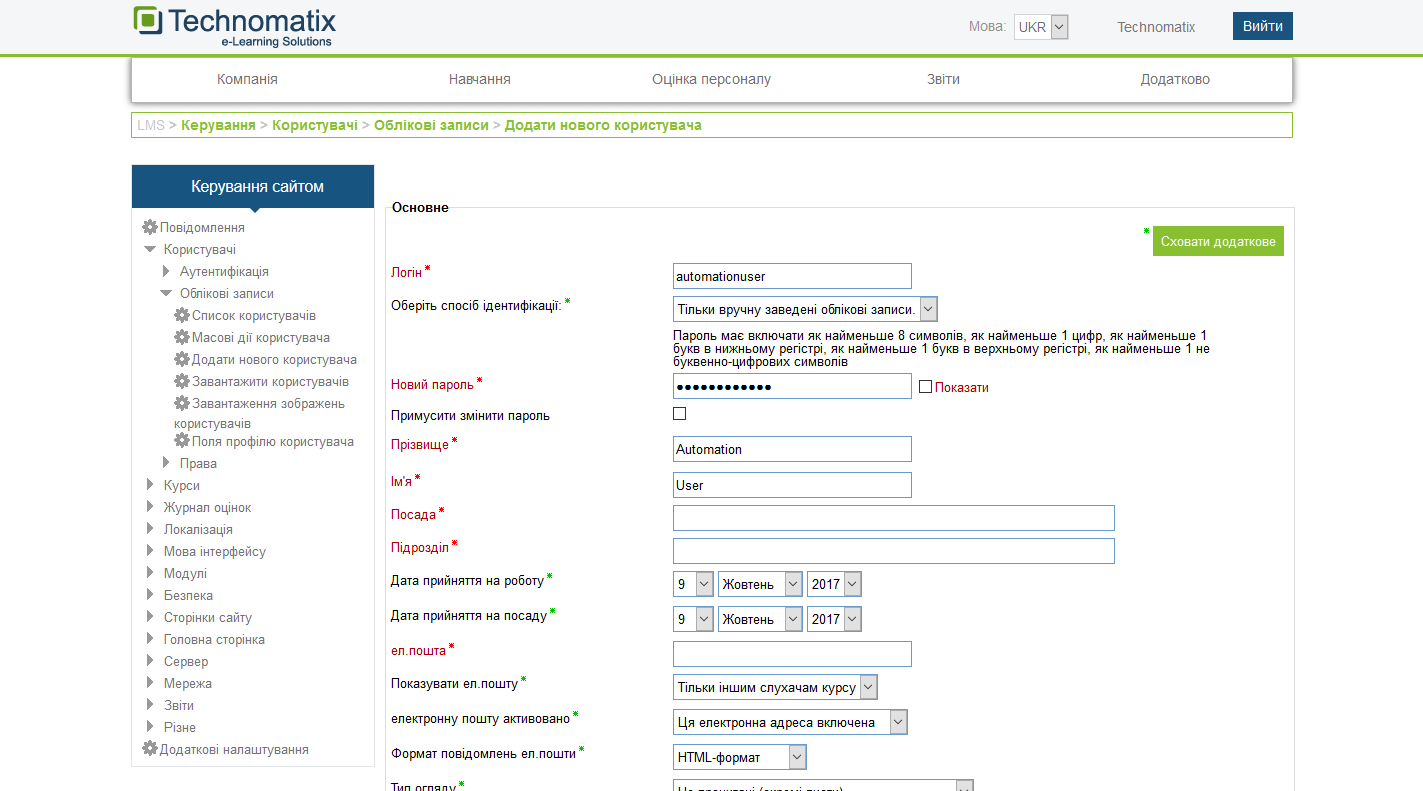 Technomatix
e-Learning Solutions
Мова: UKR Technomatix Вийти
Компанія Навчання Оцінка персоналу Звіти Додатково
LMS > Керування > Користувачі > Облікові записи > Додати нового користувача
Керування сайтом
Повідомлення
Користувачі
Аутентифікація
Облікові записи
Список користувачів
Масові дії користувача
Додати нового користувача
Завантажити користувачів
Завантаження зображень
користувачів
Поля профілю користувача
Права
Курси
Журнал оцінок
Локалізація
Мова інтерфейсу
Модулі
Безпека
Сторінки сайту
Головна сторінка
Сервер
Мережа
Звіти
Різне
Додаткові налаштування
Основне
* Сховати додаткове
Логін* automationuser
Оберіть спосіб ідентифікації:* Тільки вручну заведені облікові записи.
Пароль має включати як найменьше 8 символів, як найменьше 1 цифр, як найменьше 1
букв в нижньому регістрі, як найменьше 1 букв в верхньому регістрі, як найменьше 1 не
буквенно-цифрових символів
Новий пароль* ●●●●●●●●●●●● Показати
Примусити змінити пароль
Прізвище* Automation
Ім'я* User
Посада*
Підрозділ*
Дата прийняття на роботу* 9 Жовтень 2017
Дата прийняття на посаду* 9 Жовтень 2017
ел.пошта*
Показувати ел.пошту* Тільки іншим слухачам курсу
електронну пошту активовано* Ця електронна адреса включена
Формат повідомлень ел.пошти* HTML-формат
Тип огляду*